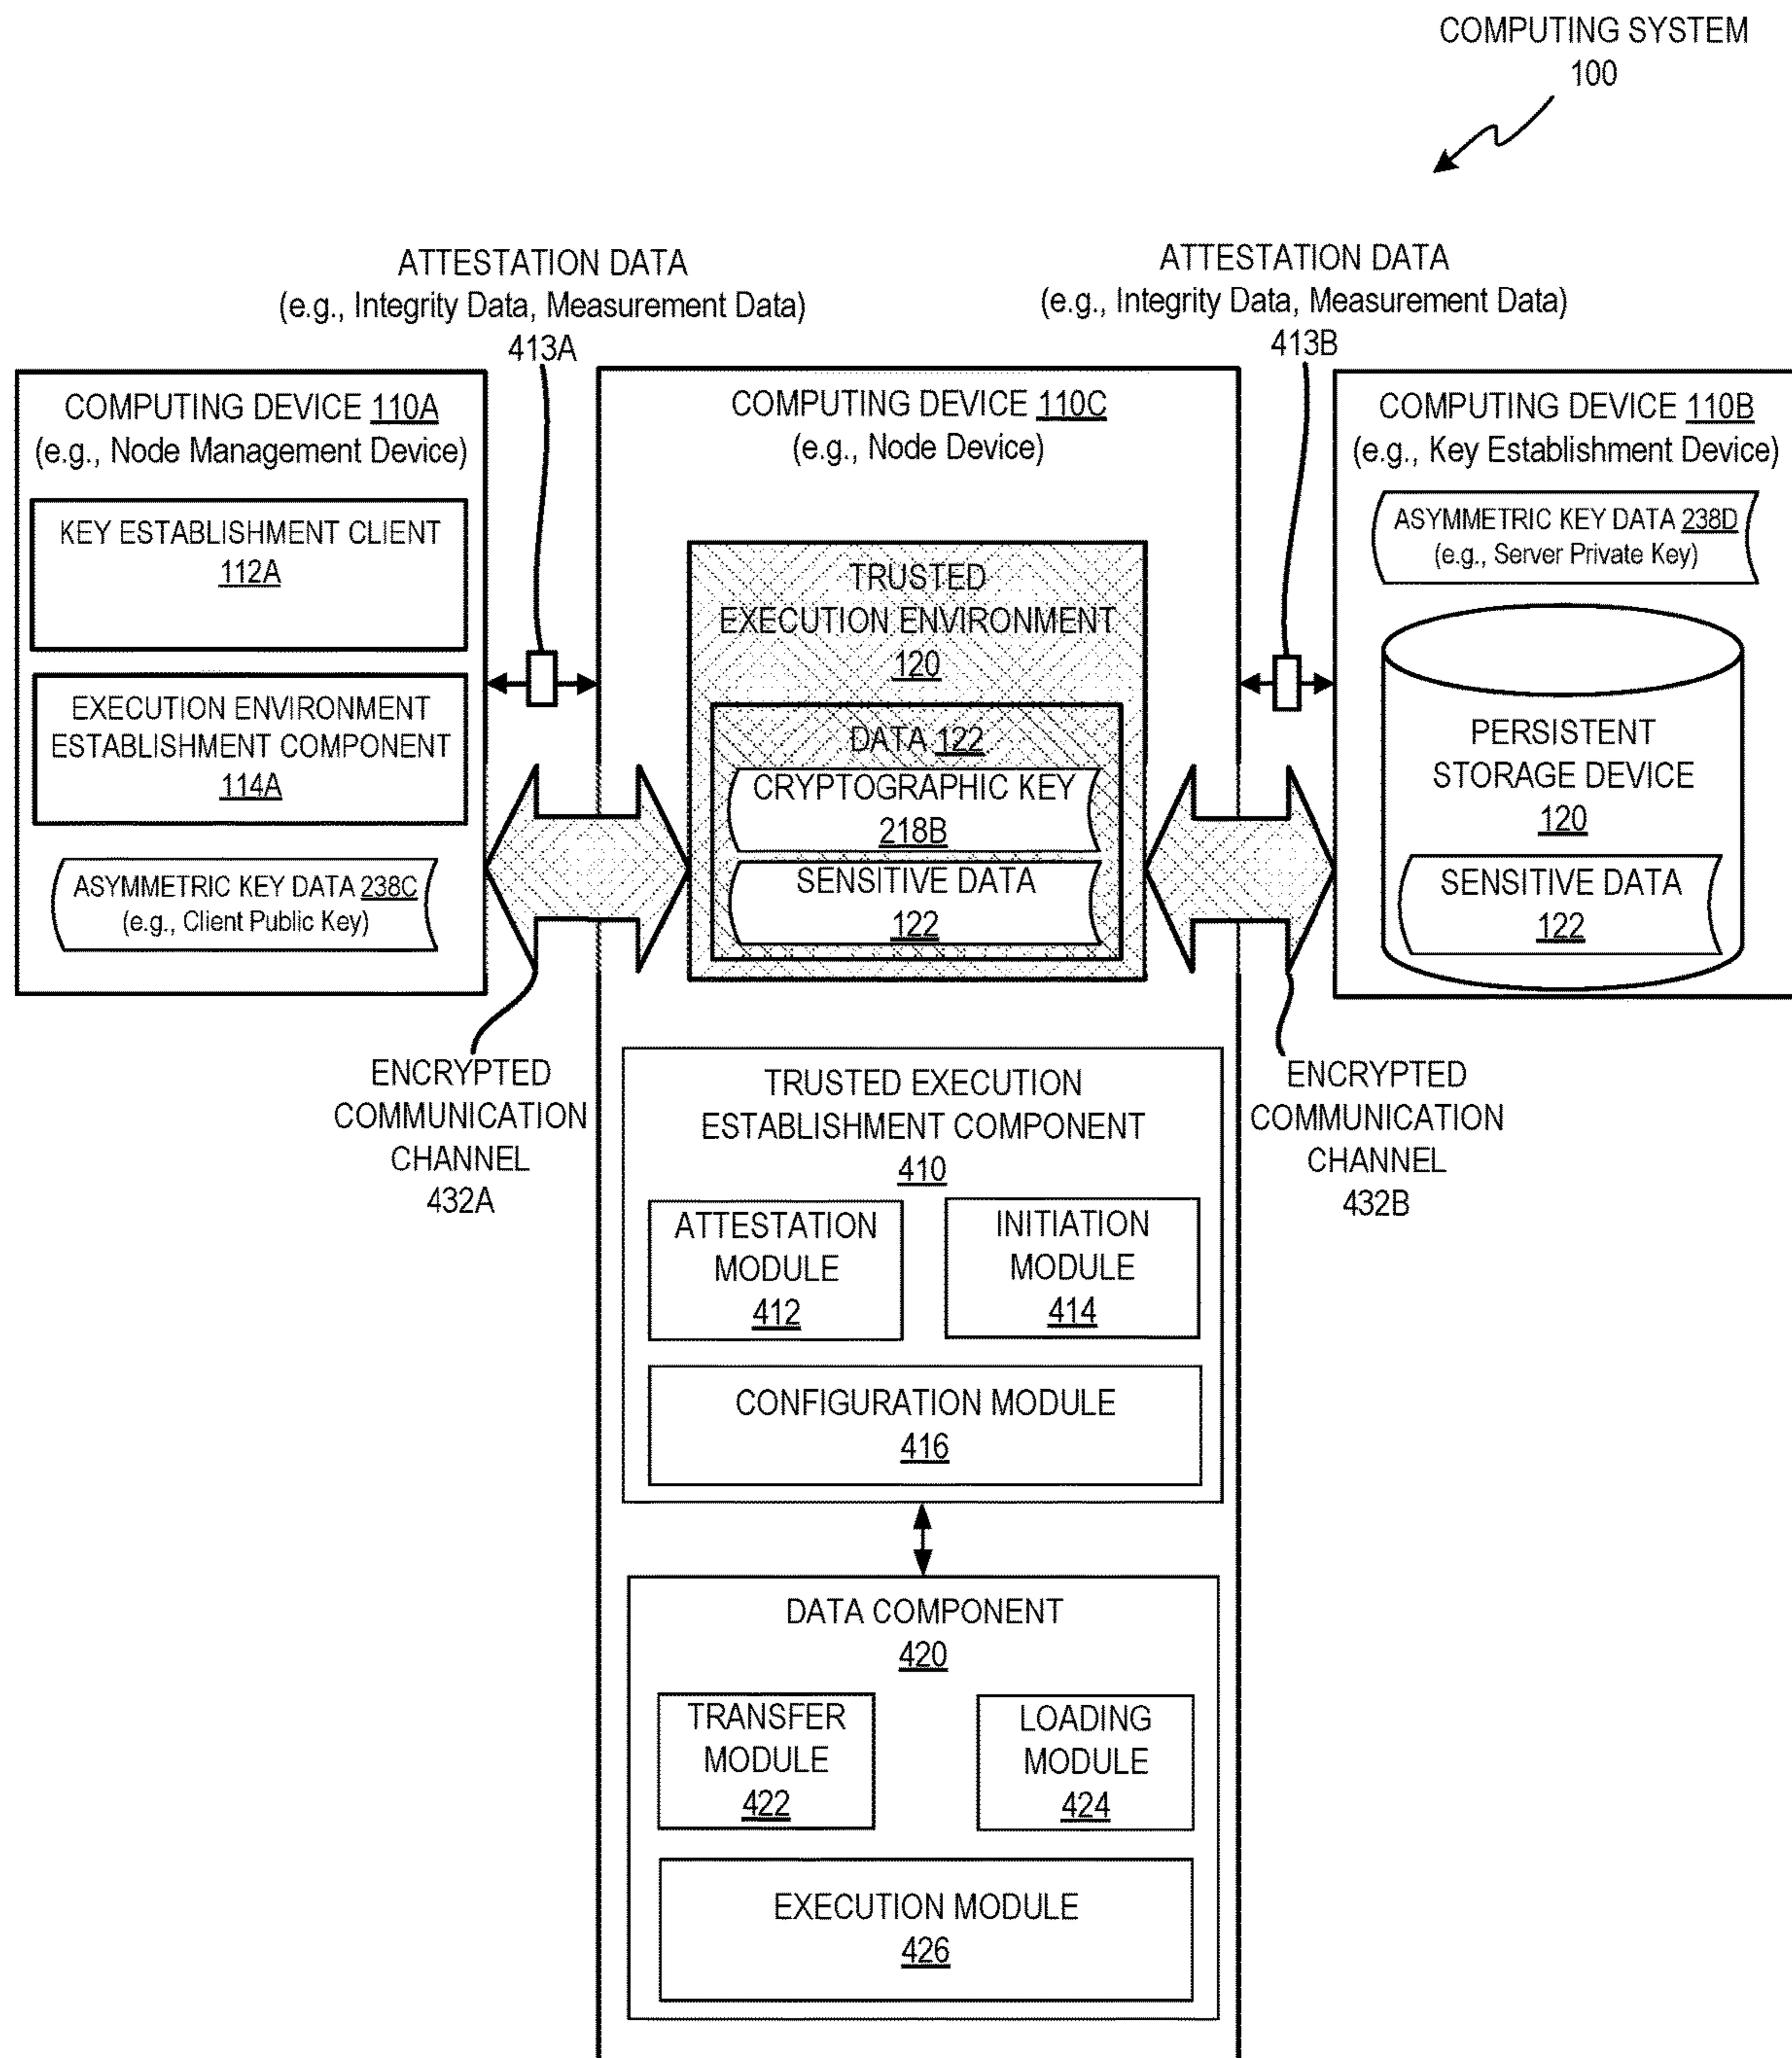 COMPUTING SYSTEM
100
ATTESTATION DATA
(e.g., Integrity Data, Measurement Data)
413A
ATTESTATION DATA
(e.g., Integrity Data, Measurement Data)
413B
COMPUTING DEVICE 110A
(e.g., Node Management Device)
KEY ESTABLISHMENT CLIENT
112A
EXECUTION ENVIRONMENT
ESTABLISHMENT COMPONENT
114A
ASYMMETRIC KEY DATA 238C
(e.g., Client Public Key)
COMPUTING DEVICE 110C
(e.g., Node Device)
TRUSTED
EXECUTION ENVIRONMENT
120
DATA 122
CRYPTOGRAPHIC KEY
218B
SENSITIVE DATA
122
COMPUTING DEVICE 110B
(e.g., Key Establishment Device)
ASYMMETRIC KEY DATA 238D
(e.g., Server Private Key)
PERSISTENT
STORAGE DEVICE
120
SENSITIVE DATA
122
ENCRYPTED
COMMUNICATION
CHANNEL
432A
ENCRYPTED
COMMUNICATION
CHANNEL
432B
TRUSTED EXECUTION
ESTABLISHMENT COMPONENT
410
ATTESTATION
MODULE
412
INITIATION
MODULE
414
CONFIGURATION MODULE
416
DATA COMPONENT
420
TRANSFER
MODULE
422
LOADING
MODULE
424
EXECUTION MODULE
426